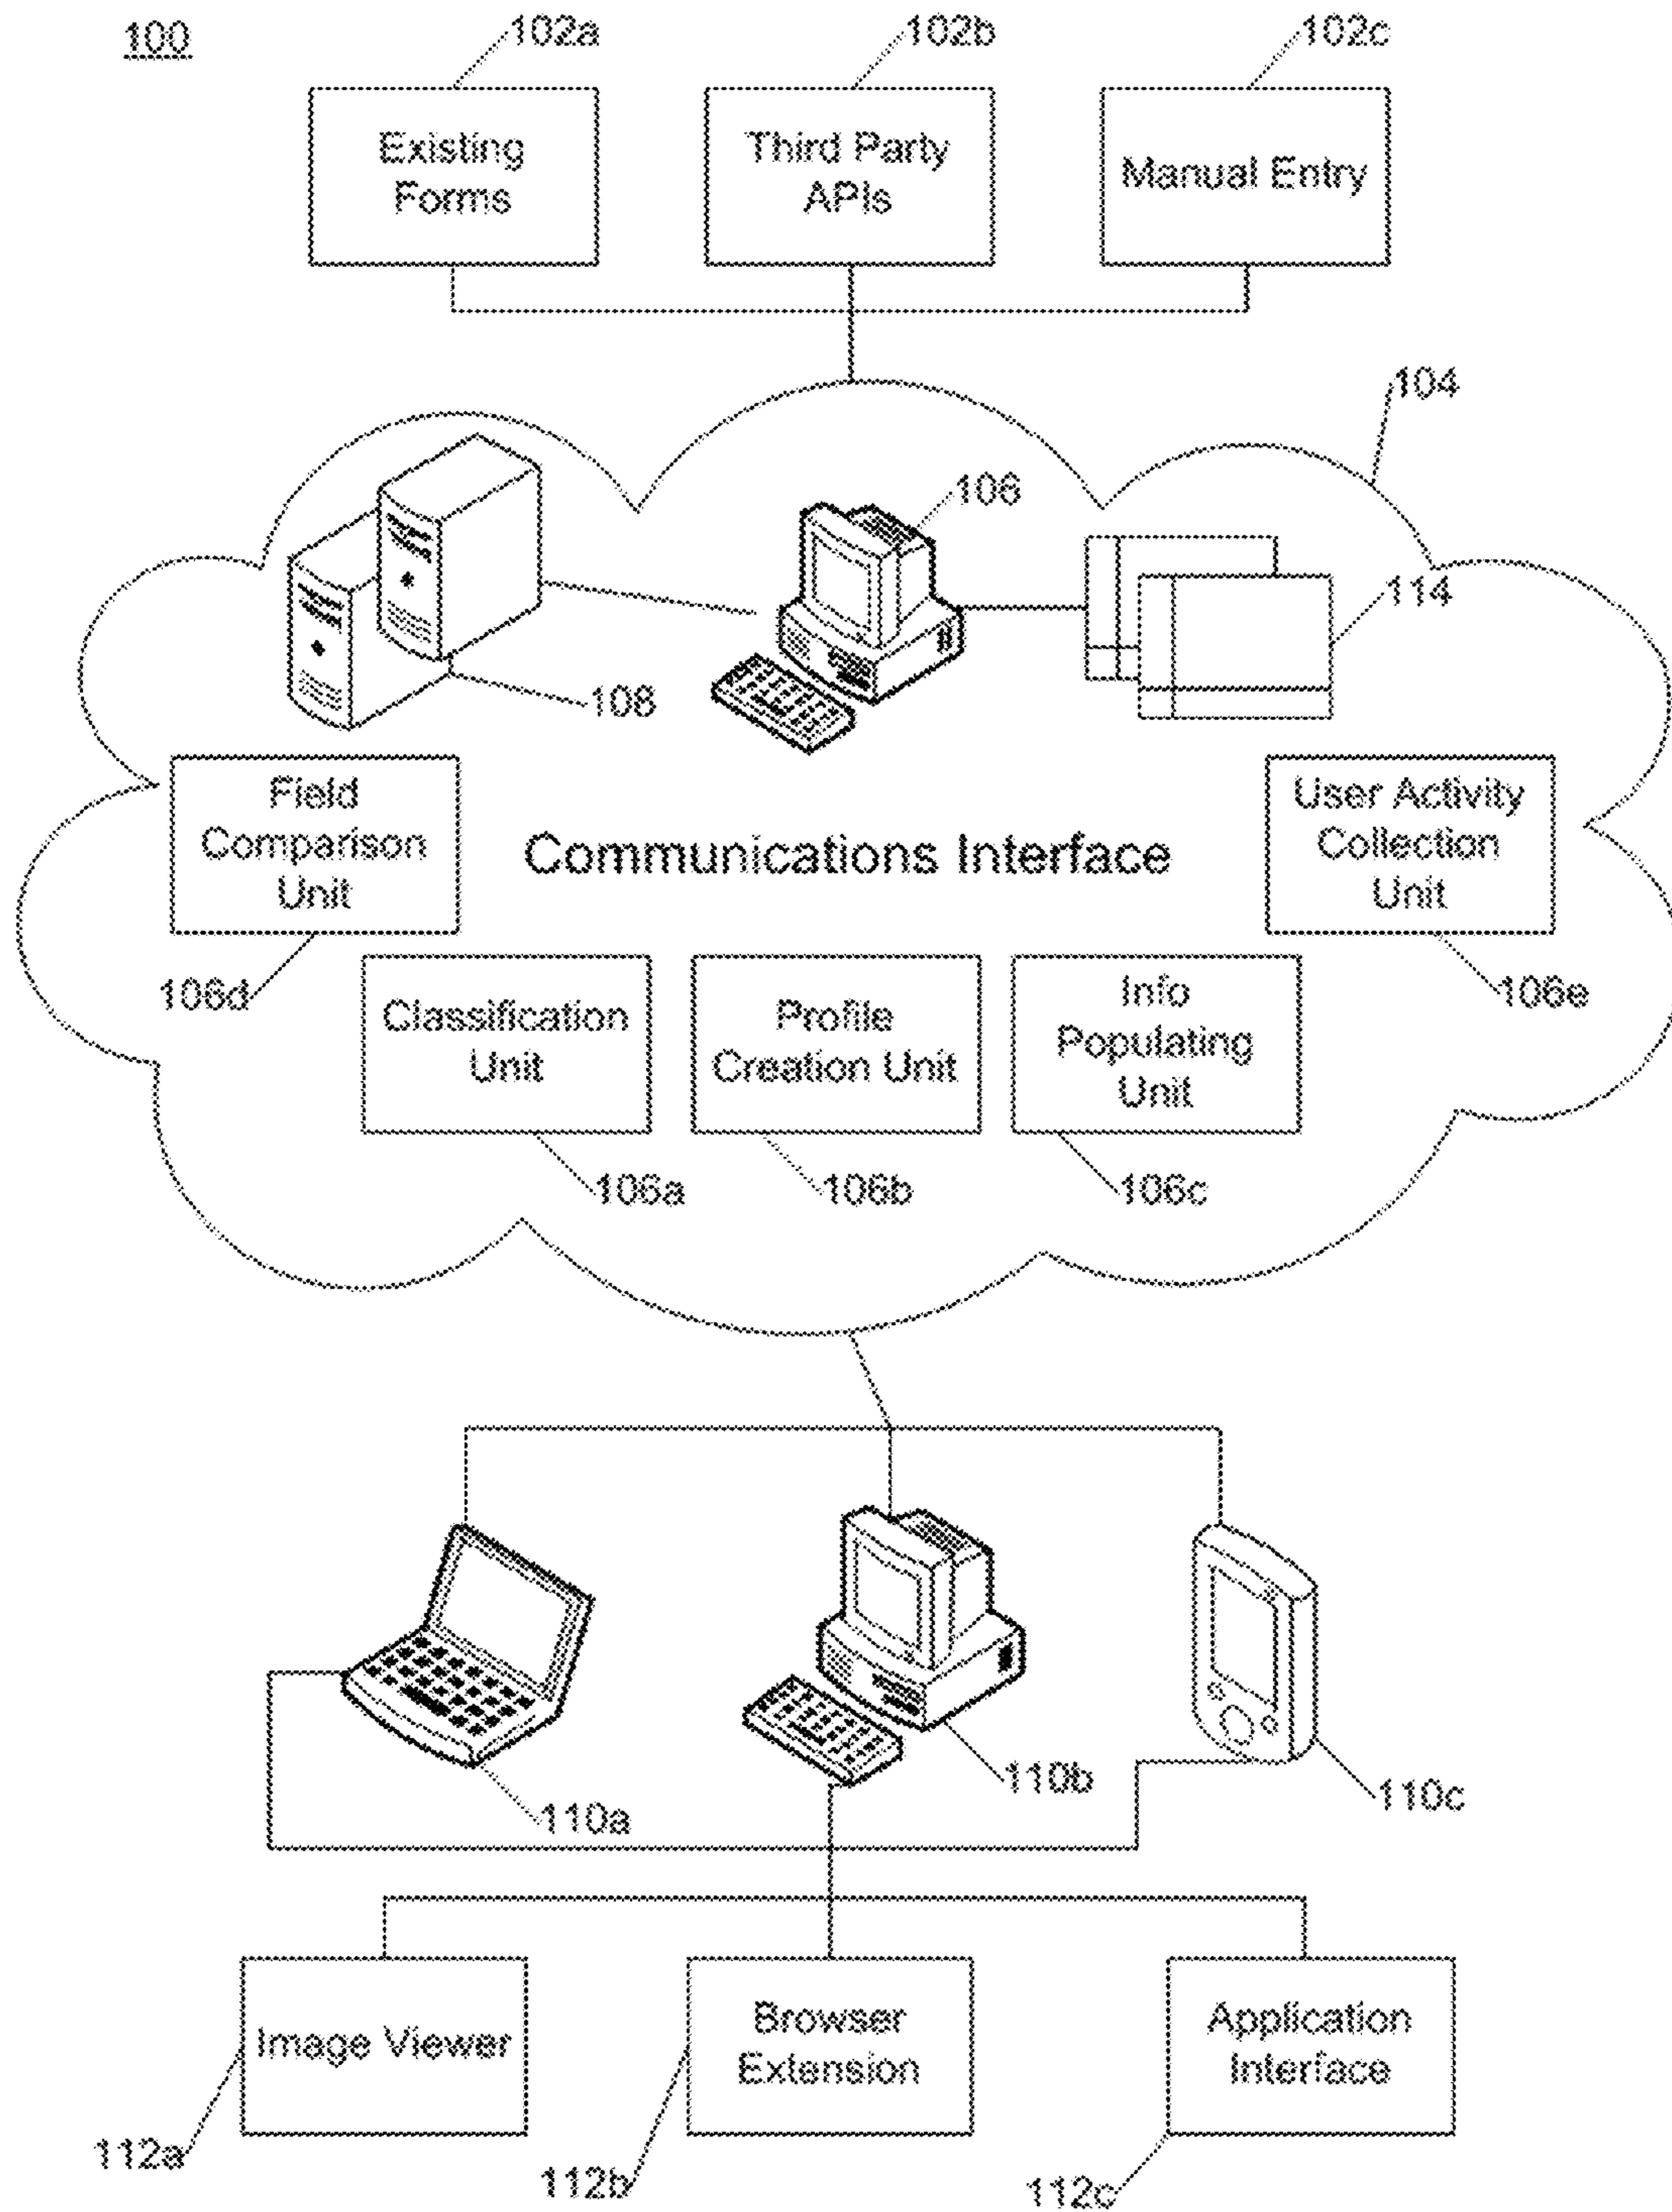 100
102a
102b
102c
Existing
Forms
Third Party
APIs
Manual Entry
104
106
114
108
Field
Comparison
Unit
Communications Interface
User Activity
Collection
Unit
106d
106e
Classification
Unit
Profile
Creation Unit
Info
Populating
Unit
106a
106b
106c
110a
110b
110c
Image Viewer
Browser
Extension
Application
Interface
112a
112b
112c